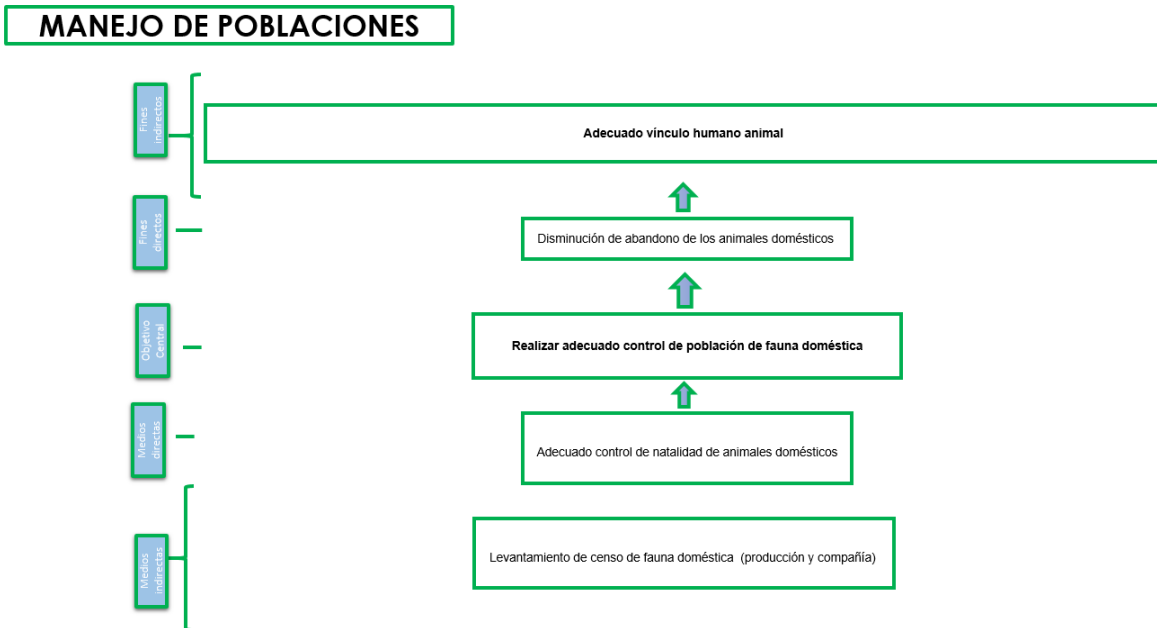 MANEJO DE POBLACIONES
Fines
indirectos
Adecuado vínculo humano animal
Fines
directos
Disminución de abandono de los animales domésticos
Objetivo
Central
Realizar adecuado control de población de fauna doméstica
Medios
directas
Adecuado control de natalidad de animales domésticos
Medios
indirectas
Levantamiento de censo de fauna doméstica (producción y compañía)